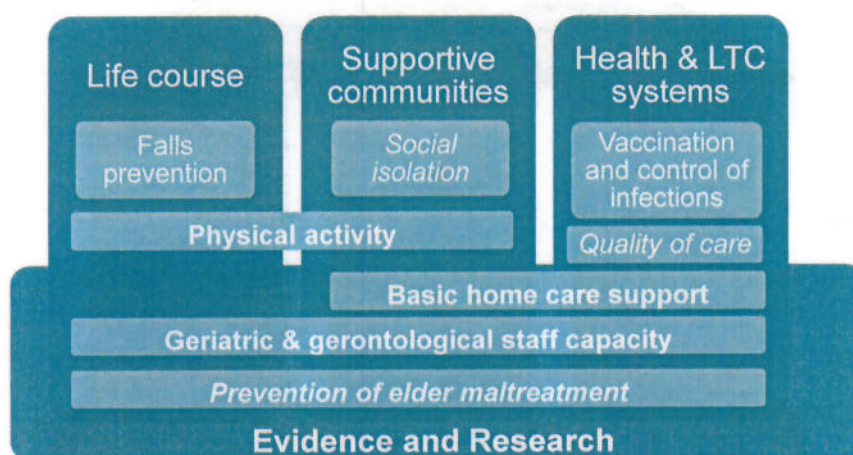 Life course
Supportive
communities
Health & LTC
systems
Falls
prevention
Social
isolation
Vaccination
and control of
infections
Physical activity
Quality of care
Basic home care support
Geriatric & gerontological staff capacity
Prevention of elder maltreatment
Evidence and Research